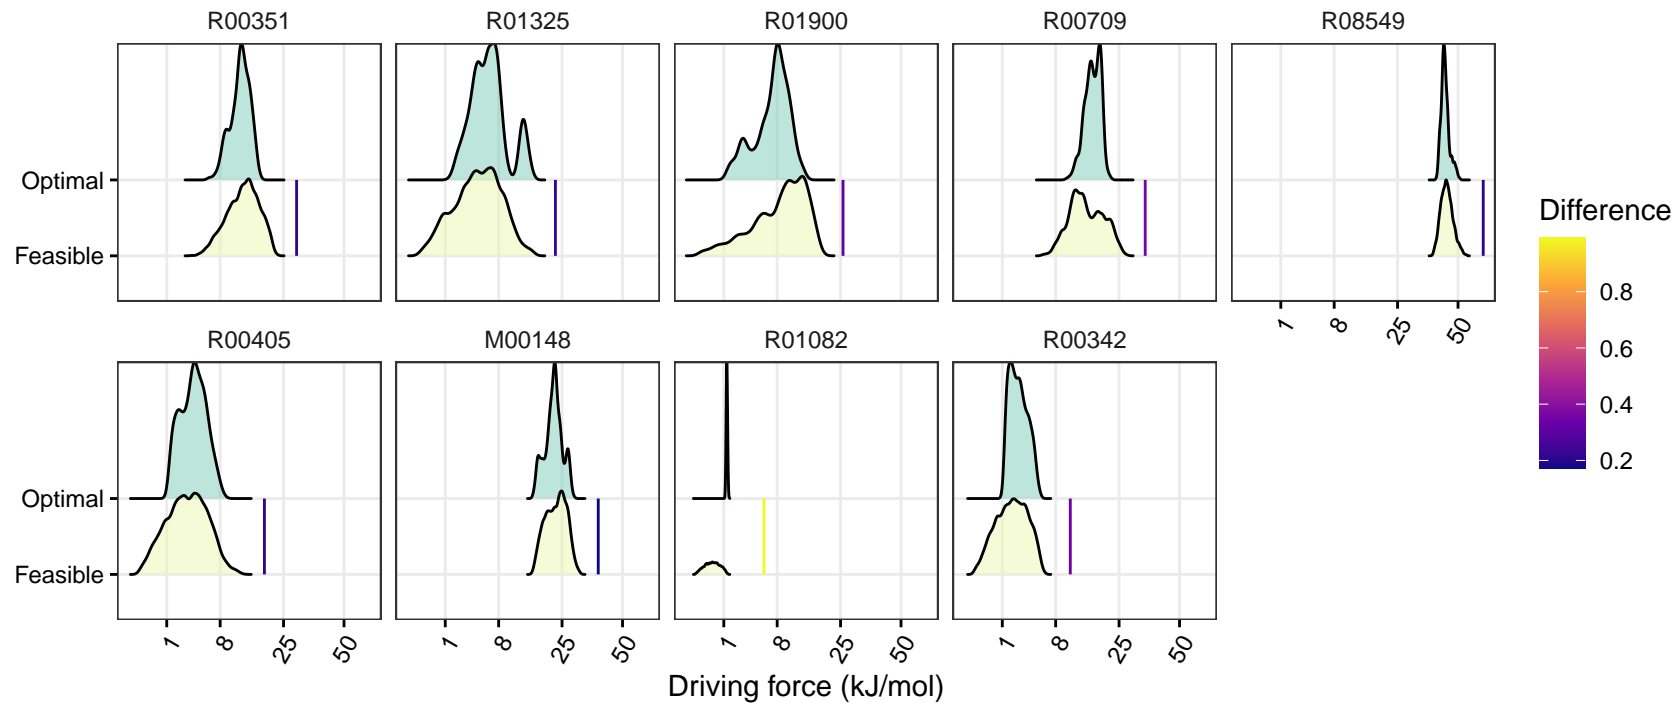 R00351 R01325 R01900 R00709 R08549
Optimal
Feasible
1 8 25 50
R00405 M00148 R01082 R00342
Optimal
Feasible
1 8 25 50 1 8 25 50 1 8 25 50 1 8 25 50
Driving force (kJ/mol)
Difference
0.8
0.6
0.4
0.2